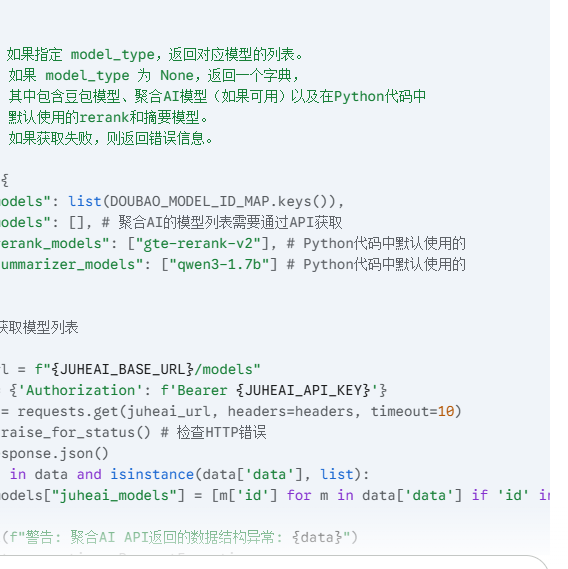 如果指定 model_type，返回对应模型的列表。
如果 model_type 为 None，返回一个字典，
其中包含豆包模型、聚合AI模型（如果可用）以及在Python代码中
默认使用的rerank和摘要模型。
如果获取失败，则返回错误信息。
{
odels": list(DOUBAO_MODEL_ID_MAP.keys()),
odels": [], # 聚合AI的模型列表需要通过API获取
erank_models": ["gte-rerank-v2"], # Python代码中默认使用的
ummarizer_models": ["qwen3-1.7b"] # Python代码中默认使用的
获取模型列表
rl = f"{JUHEAI_BASE_URL}/models"
{'Authorization': f'Bearer {JUHEAI_API_KEY}'}
= requests.get(juheai_url, headers=headers, timeout=10)
raise_for_status() # 检查HTTP错误
sponse.json()
in data and isinstance(data['data'], list):
odels["juheai_models"] = [m['id'] for m in data['data'] if 'id' in
(f"警告: 聚合AI API返回的数据结构异常: {data}")